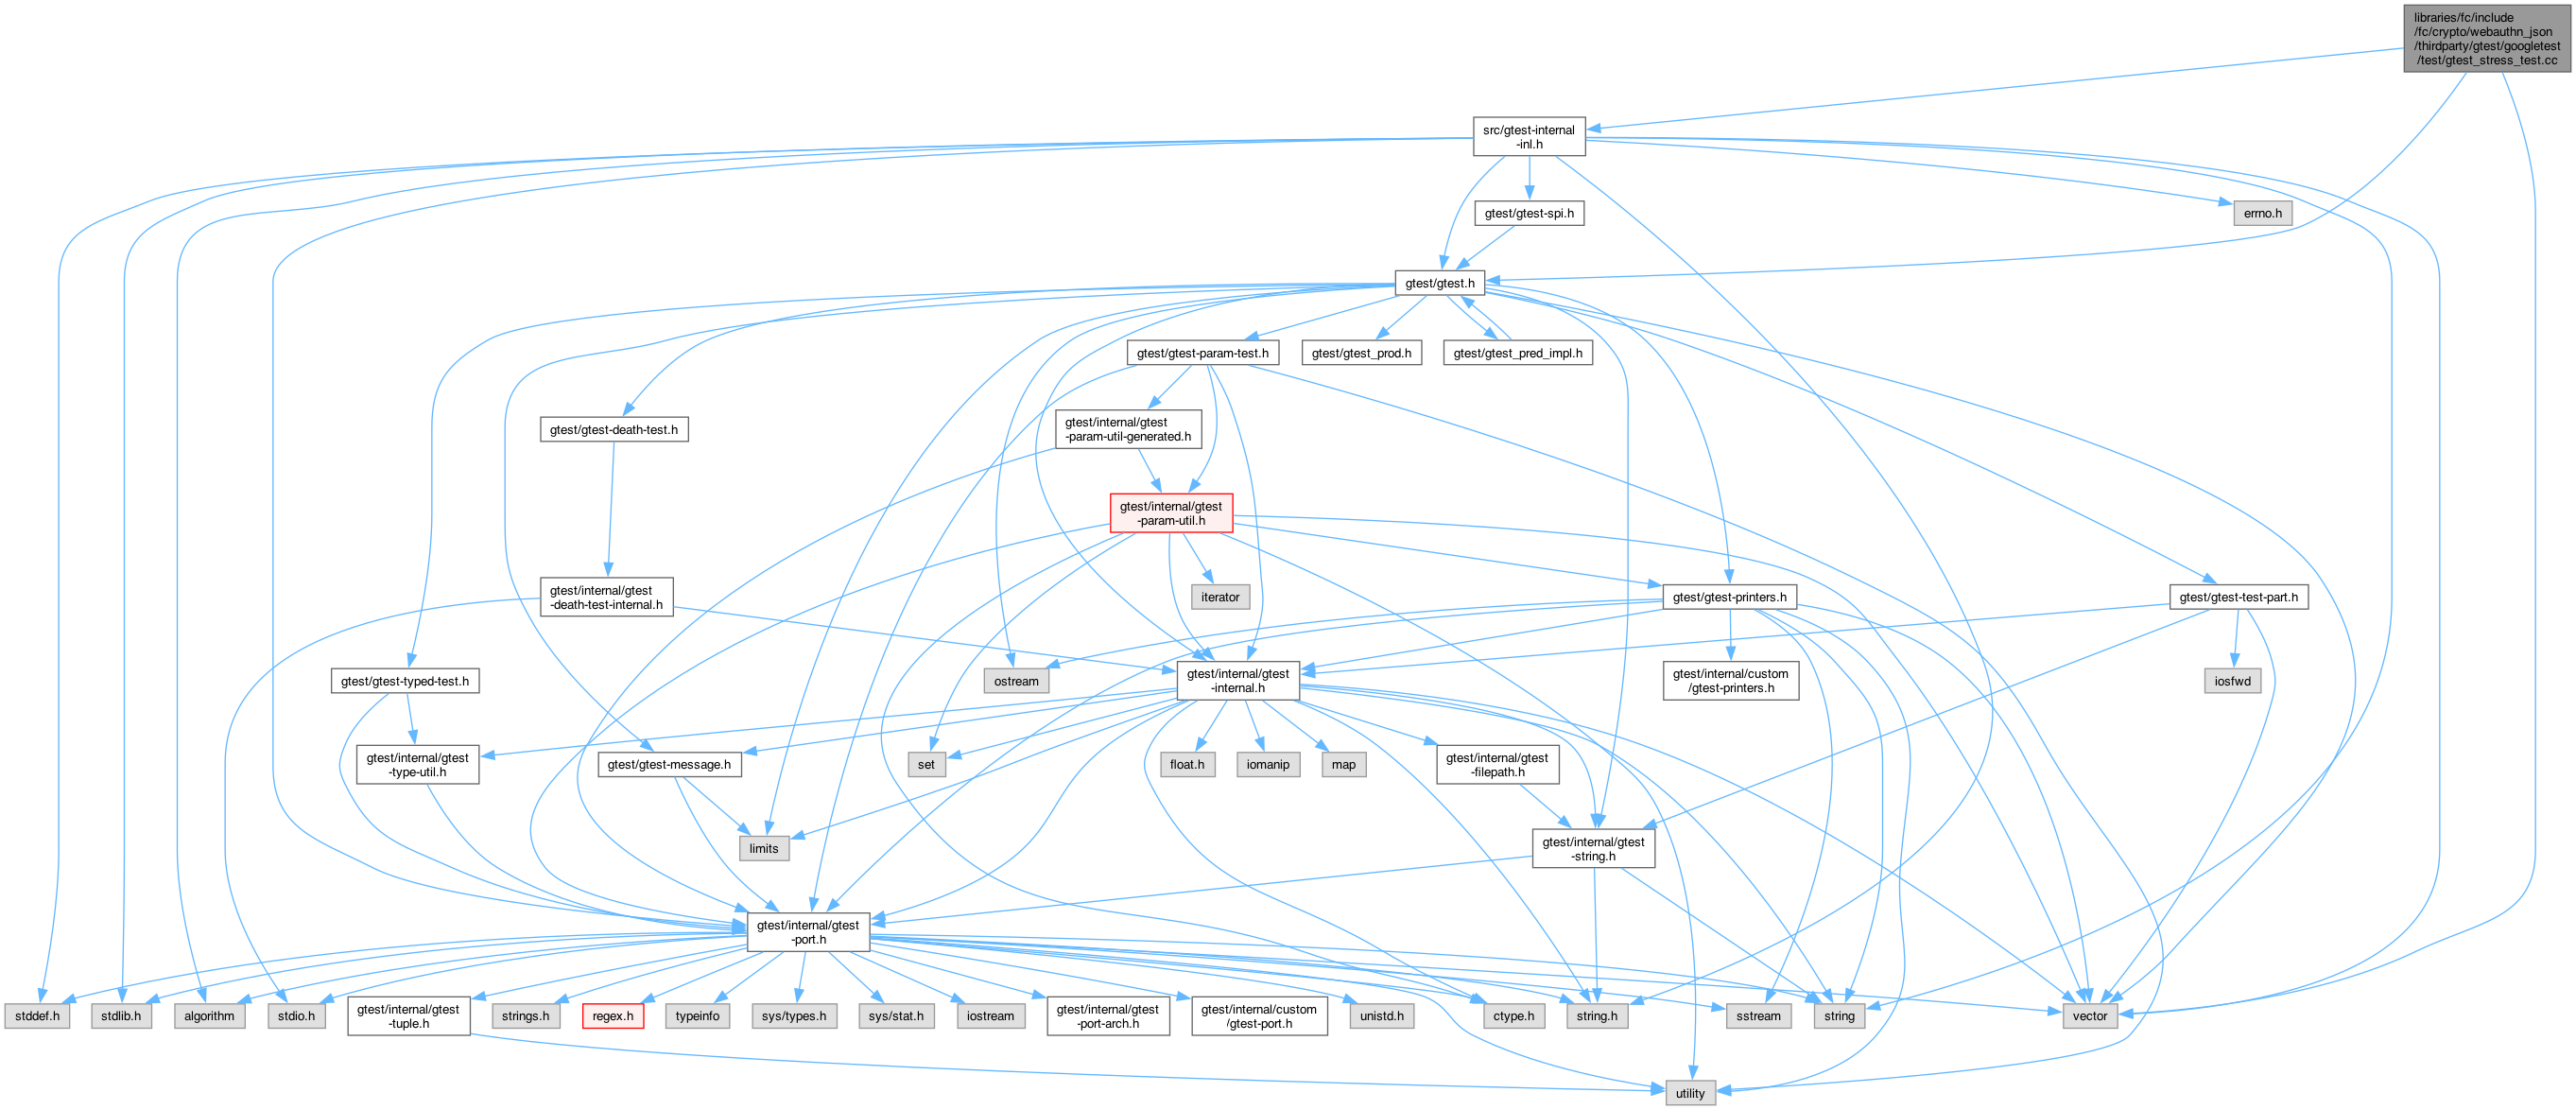 libraries/fc/include
/fc/crypto/webauthn_json
/thirdparty/gtest/googletest
/test/gtest_stress_test.cc
src/gtest-internal
-inl.h
gtest/gtest-spi.h
errno.h
gtest/gtest.h
gtest/gtest-param-test.h
gtest/gtest_prod.h
gtest/gtest_pred_impl.h
gtest/gtest-death-test.h
gtest/internal/gtest
-param-util-generated.h
gtest/internal/gtest
-param-util.h
gtest/internal/gtest
-death-test-internal.h
iterator
gtest/gtest-printers.h
gtest/gtest-test-part.h
gtest/gtest-typed-test.h
ostream
gtest/internal/gtest
-internal.h
gtest/internal/custom
/gtest-printers.h
iosfwd
gtest/internal/gtest
-type-util.h
gtest/gtest-message.h
set
float.h
iomanip
map
gtest/internal/gtest
-filepath.h
limits
gtest/internal/gtest
-string.h
gtest/internal/gtest
-port.h
stddef.h
stdlib.h
algorithm
stdio.h
gtest/internal/gtest
-tuple.h
strings.h
regex.h
typeinfo
sys/types.h
sys/stat.h
iostream
gtest/internal/gtest
-port-arch.h
gtest/internal/custom
/gtest-port.h
unistd.h
ctype.h
string.h
sstream
string
vector
utility